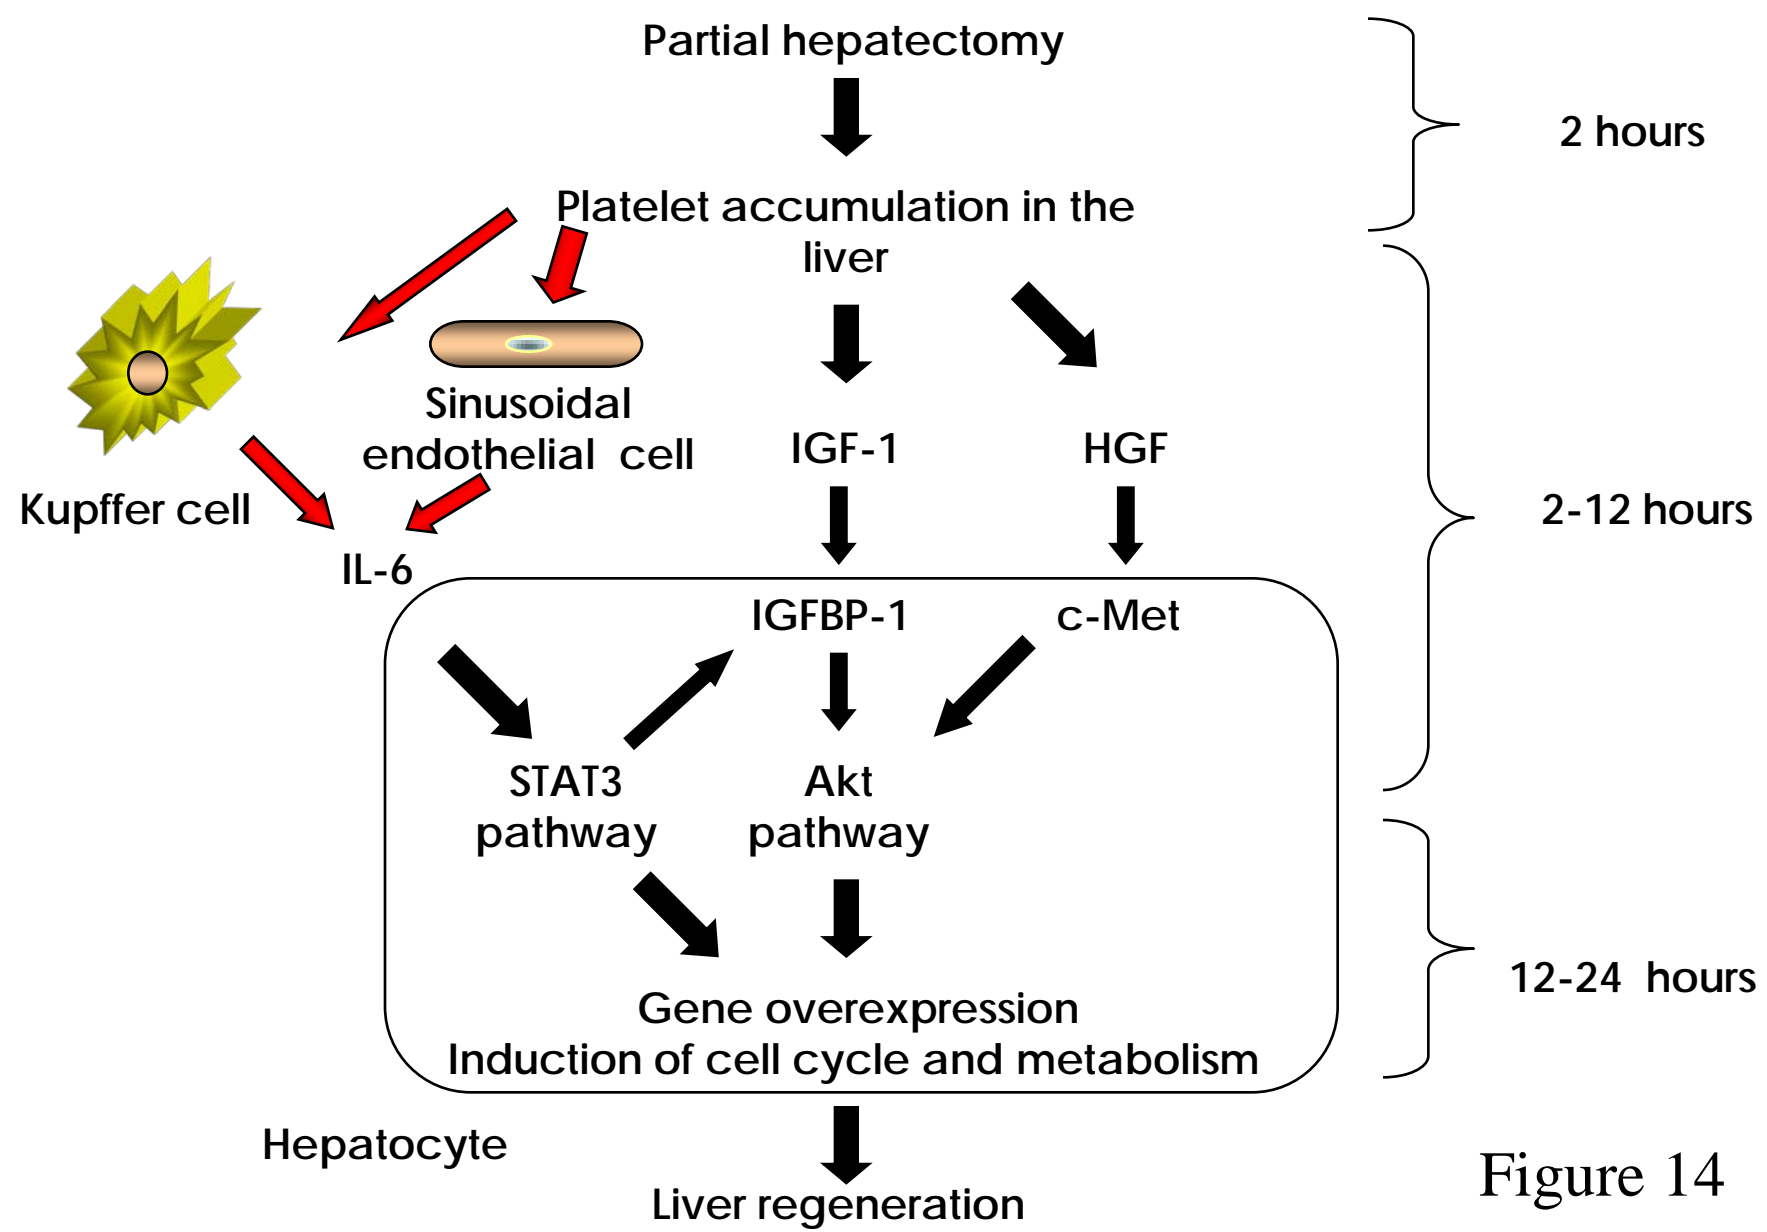 Partial hepatectomy
2 hours
Platelet accumulation in the
liver
Sinusoidal
endothelial cell
IGF-1
HGF
Kupffer cell
2-12 hours
IL-6
IGFBP-1
c-Met
STAT3
pathway
Akt
pathway
12-24 hours
Gene overexpression
Induction of cell cycle and metabolism
Hepatocyte
Liver regeneration
Figure 14